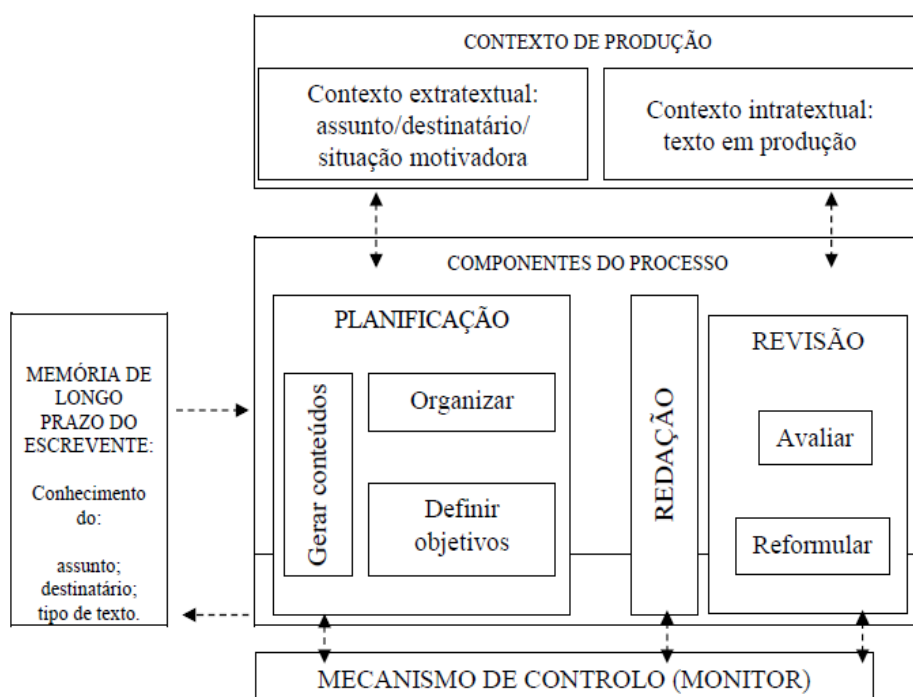 CONTEXTO DE PRODUÇÃO
Contexto extratextual:
assunto/destinatário/
situação motivadora
Contexto intratextual:
texto em produção
COMPONENTES DO PROCESSO
MEMÓRIA DE
LONGO
PRAZO DO
ESCREVENTE:
Conhecimento
do:
assunto;
destinatário;
tipo de texto.
PLANIFICAÇÃO
Gerar conteúdos
Organizar
Definir
objetivos
REDAÇÃO
REVISÃO
Avaliar
Reformular
MECANISMO DE CONTROLO (MONITOR)